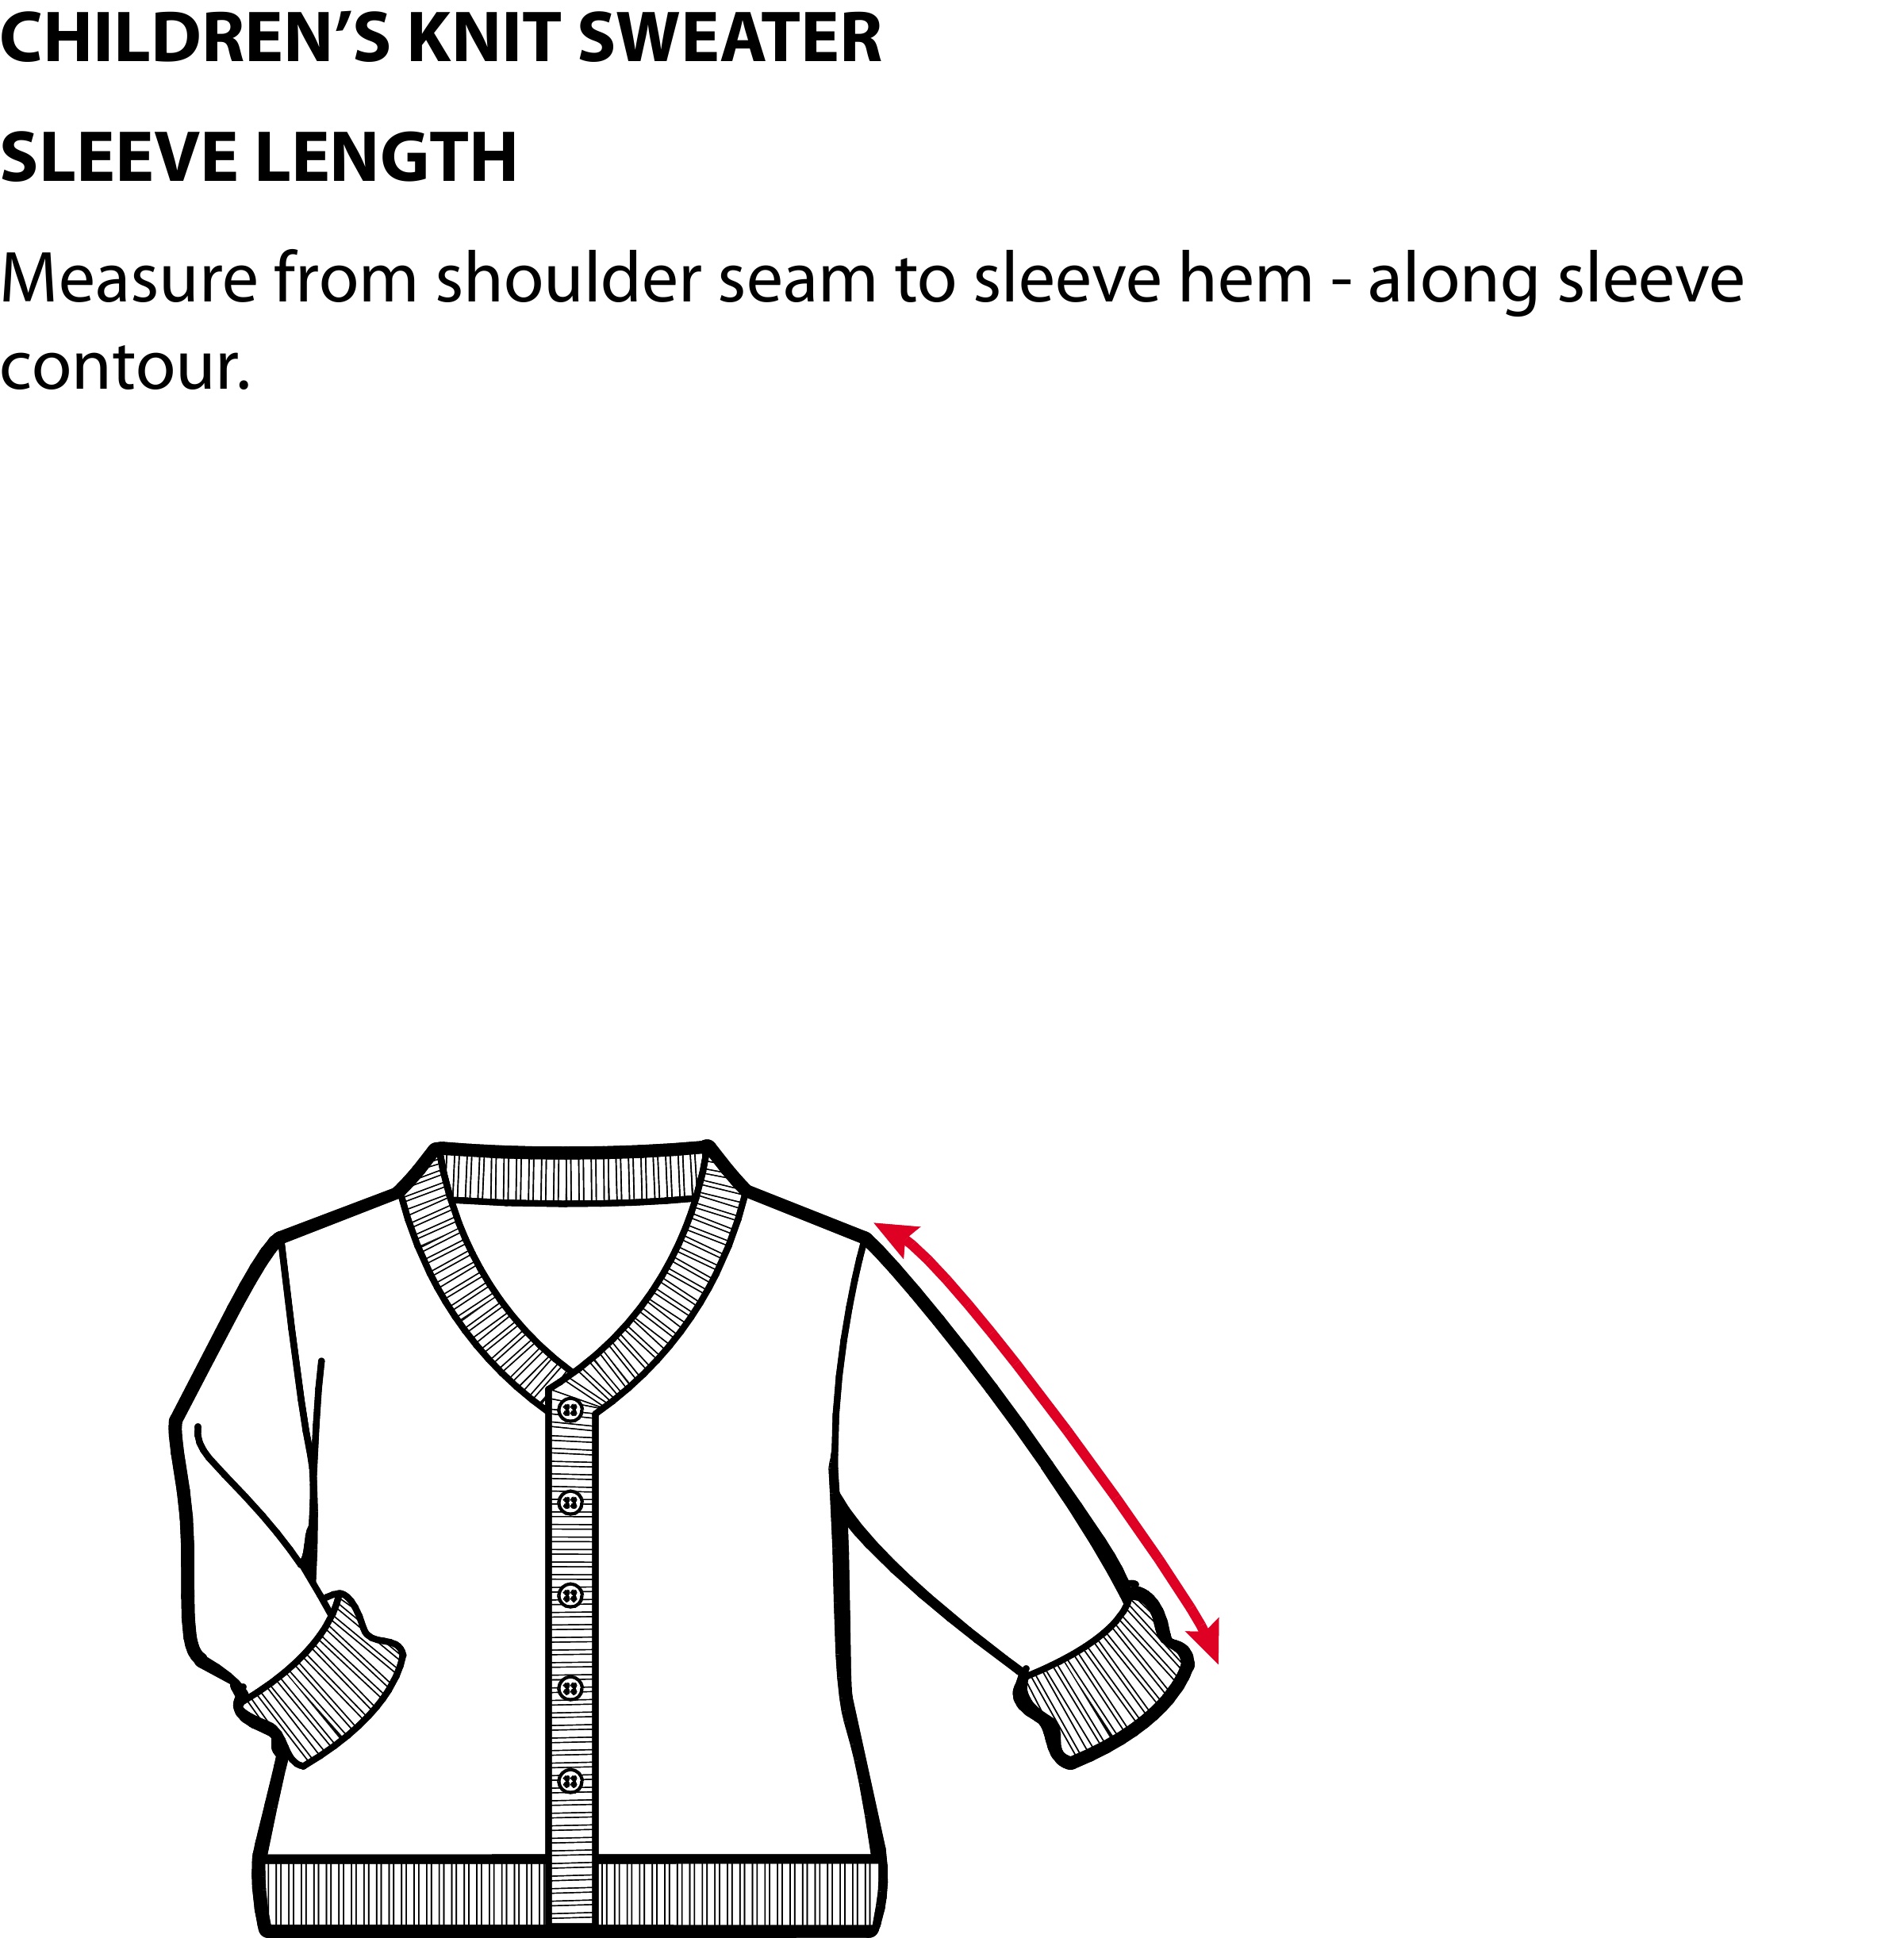 CHILDREN’S KNIT SWEATER
SLEEVE LENGTH
Measure from shoulder seam to sleeve hem - along sleeve
contour.